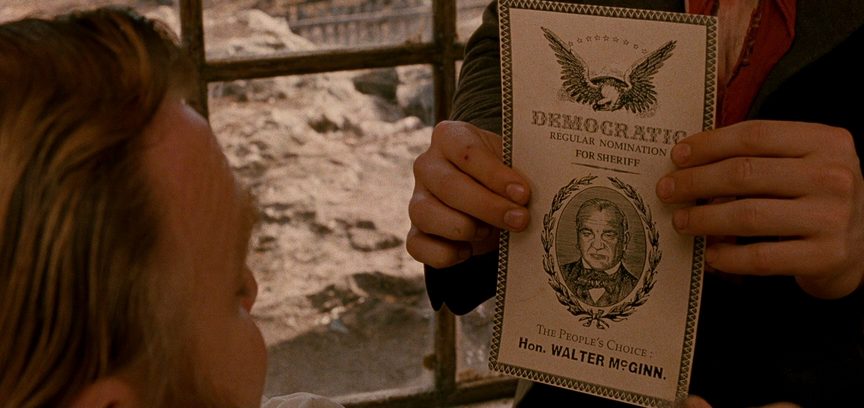 DEMOCRATIC
REGULAR NOMINATION
FOR SHERIFF
THE PEOPLE'S CHOICE:
Hon. WALTER McGINN.